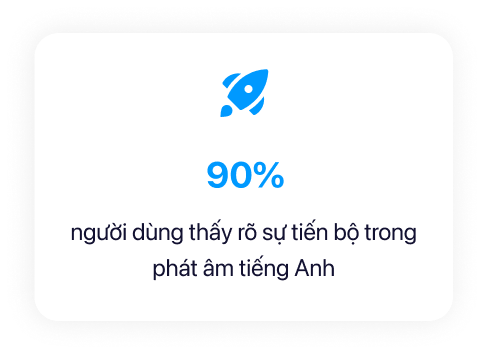 90%
người dùng thấy rõ sự tiến bộ trong
phát âm tiếng Anh